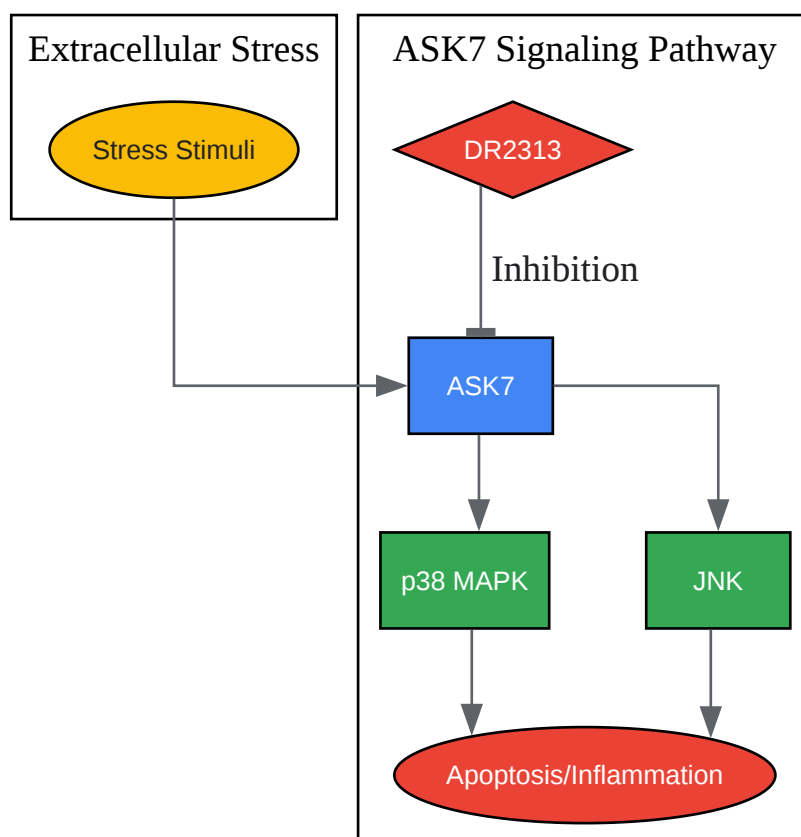 Extracellular Stress
Stress Stimuli
ASK7 Signaling Pathway
DR2313
Inhibition
ASK7
p38 MAPK
JNK
Apoptosis/Inflammation